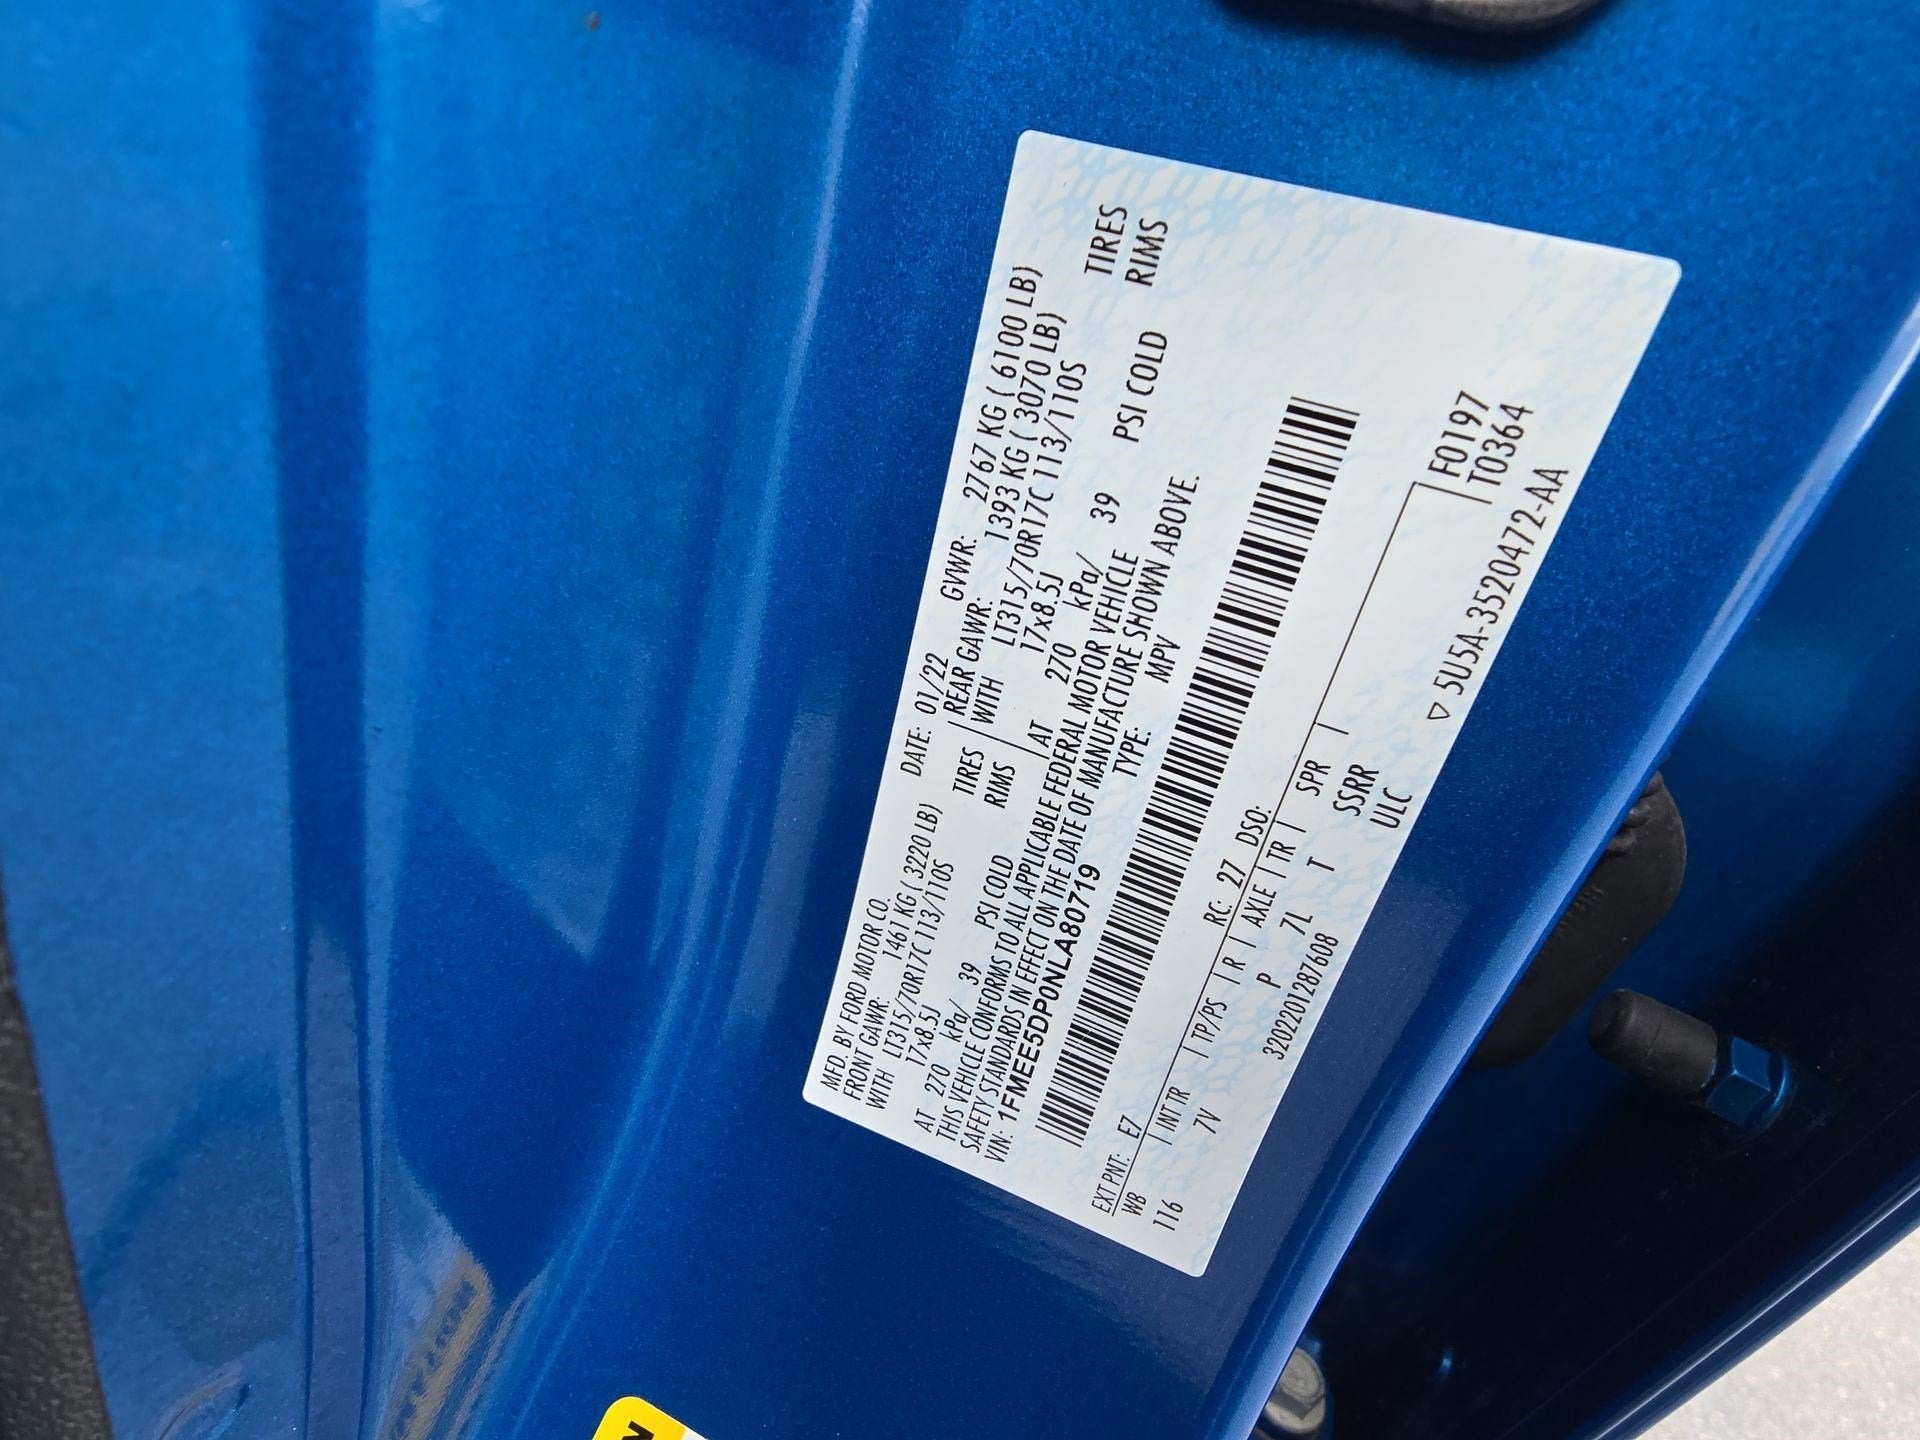 MFD. BY FORD MOTOR CO. DATE: 01/22 GVWR: 2767 KG ( 6100 LB)
FRONT GAWR: 1461 KG ( 3220 LB) REAR GAWR: 1393 KG ( 3070 LB)
WITH LT315/70R17C 113/110S TIRES WITH LT315/70R17C 113/110S TIRES
17x8.5J RIMS 17x8.5J RIMS
AT 270 kPa/ 39 PSI COLD AT 270 kPa/ 39 PSI COLD
THIS VEHICLE CONFORMS TO ALL APPLICABLE FEDERAL MOTOR VEHICLE
SAFETY STANDARDS IN EFFECT ON THE DATE OF MANUFACTURE SHOWN ABOVE.
VIN: 1FMEE5DP0NLA80719 TYPE: MPV
EXT PNT: E7 RC: 27 DSO:
WB INT TR TP/PS R AXLE TR SPR F0197
116 7V P 7L T SSRR T0364
3202201287608 ULC
▽ 5U5A-3520472-AA
N